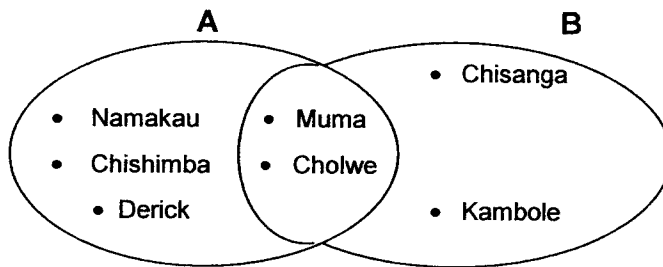 A
B
• Chisanga
• Namakau
• Muma
• Chishimba
• Cholwe
• Derick
• Kambole